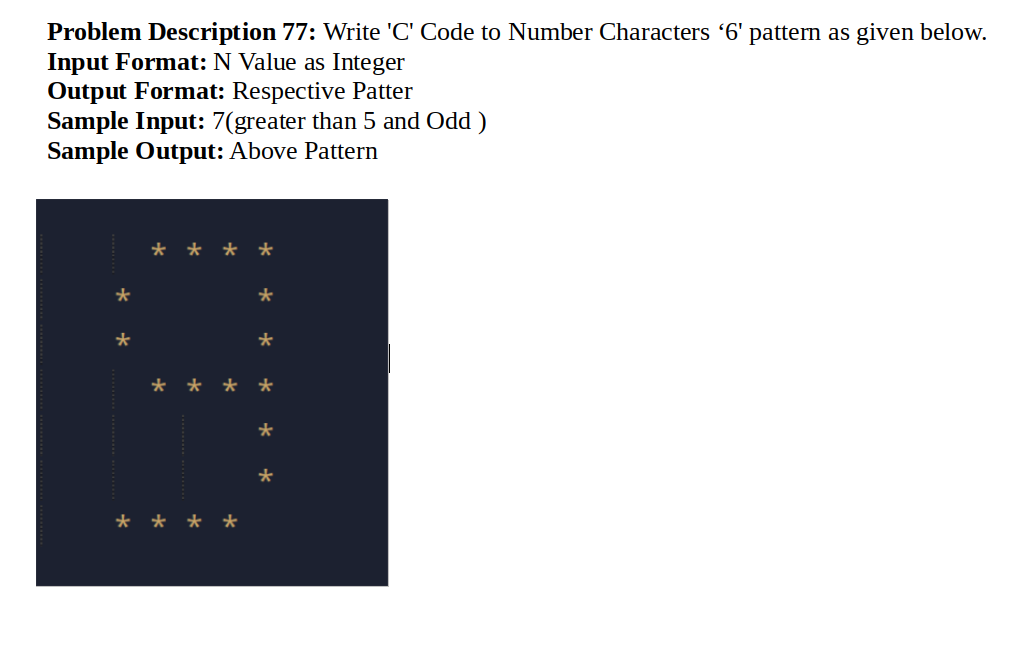 Problem Description 77: Write 'C' Code to Number Characters ‘6’ pattern as given below.
Input Format: N Value as Integer
Output Format: Respective Patter
Sample Input: 7(greater than 5 and Odd )
Sample Output: Above Pattern
  * * * *
*       *
*       *
  * * * *
        *
        *
* * * *